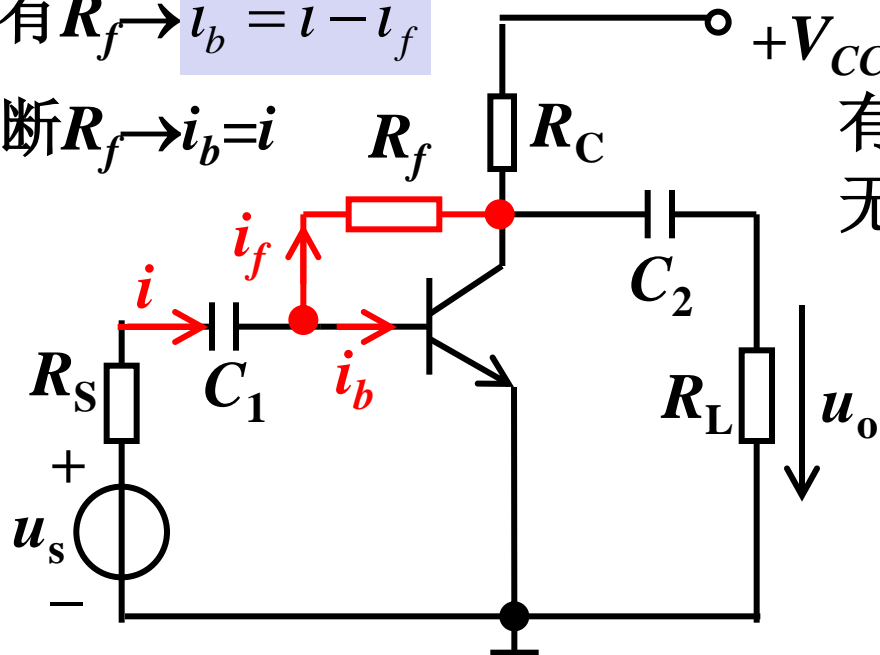 有R_f→i_b = i − i_f
断R_f→i_b=i
+V_CC
有
无
R_f
R_C
i_f
i
C_2
R_S
C_1
i_b
R_L
u_o
+
u_s
−